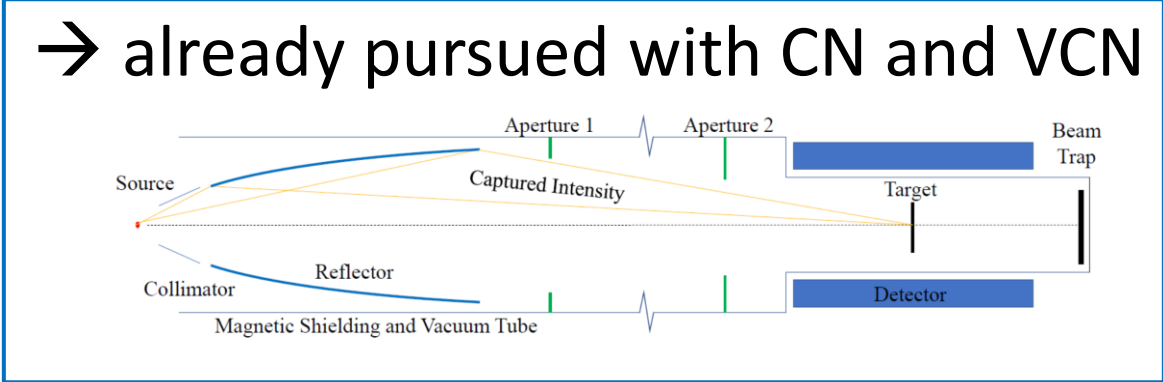 → already pursued with CN and VCN
Aperture 1
Aperture 2
Beam
Trap
Source
Captured Intensity
Target
Reflector
Collimator
Detector
Magnetic Shielding and Vacuum Tube